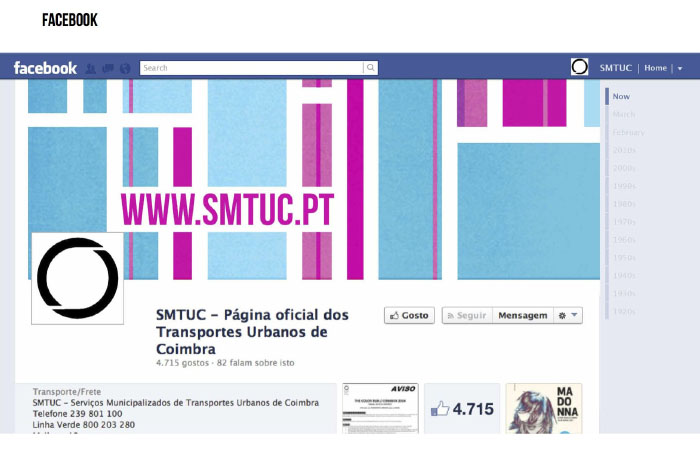 FACEBOOK
facebook
Search
SMTUC | Home |
Now
March
February
2010s
2000s
1990s
1980s
1970s
1960s
1950s
1940s
1930s
1920s
WWW.SMTUC.PT
SMTUC – Página oficial dos
Transportes Urbanos de
Coimbra
4.715 gostos · 82 falam sobre isto
Gosto
Seguir
Mensagem
Transporte/Frete
SMTUC – Serviços Municipalizados de Transportes Urbanos de Coimbra
Telefone 239 801 100
Linha Verde 800 203 280
AVISO
4.715
MA
DO
NNA